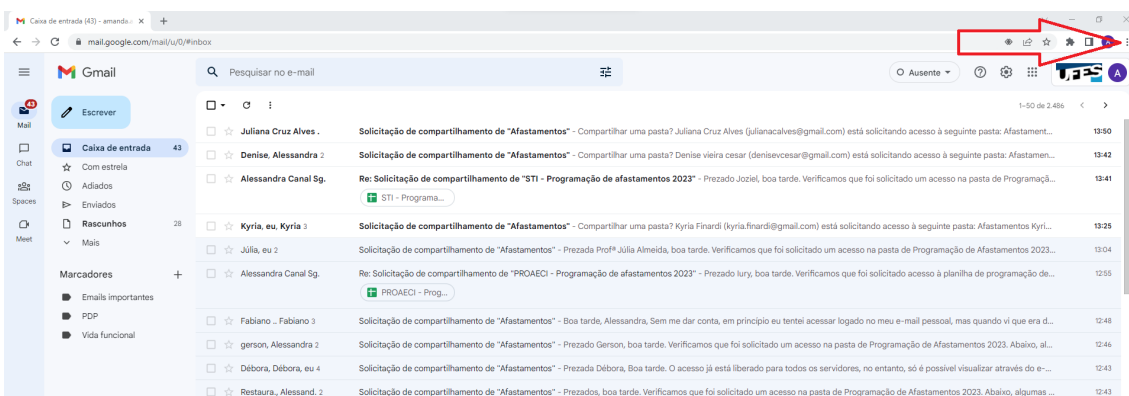 Caixa de entrada (43) - amanda.
mail.google.com/mail/u/0/#inbox
Gmail
Pesquisar no e-mail
Ausente
UFES
A
43
Mail
Chat
Spaces
Meet
Escrever
Caixa de entrada 43
Com estrela
Adiados
Enviados
Rascunhos 28
Mais
Marcadores
Emails importantes
PDP
Vida funcional
1–50 de 2.486
Juliana Cruz Alves . Solicitação de compartilhamento de "Afastamentos" - Compartilhar uma pasta? Juliana Cruz Alves (julianacalves@gmail.com) está solicitando acesso à seguinte pasta: Afastament... 13:50
Denise, Alessandra 2 Solicitação de compartilhamento de "Afastamentos" - Compartilhar uma pasta? Denise vieira cesar (denisevcesar@gmail.com) está solicitando acesso à seguinte pasta: Afastamen... 13:42
Alessandra Canal Sg. Re: Solicitação de compartilhamento de "STI - Programação de afastamentos 2023" - Prezado Joziel, boa tarde. Verificamos que foi solicitado um acesso na pasta de Programaçã... 13:41
STI - Programa...
Kyria, eu, Kyria 3 Solicitação de compartilhamento de "Afastamentos" - Compartilhar uma pasta? Kyria Finardi (kyria.finardi@gmail.com) está solicitando acesso à seguinte pasta: Afastamentos Kyri... 13:25
Júlia, eu 2 Solicitação de compartilhamento de "Afastamentos" - Prezada Profª Júlia Almeida, boa tarde. Verificamos que foi solicitado um acesso na pasta de Programação de Afastamentos 2023... 13:04
Alessandra Canal Sg. Re: Solicitação de compartilhamento de "PROAECI - Programação de afastamentos 2023" - Prezado Iury, boa tarde. Verificamos que foi solicitado acesso à planilha de programação de... 12:55
PROAECI - Prog...
Fabiano .. Fabiano 3 Solicitação de compartilhamento de "Afastamentos" - Boa tarde, Alessandra, Sem me dar conta, em princípio eu tentei acessar logado no meu e-mail pessoal, mas quando vi que era d... 12:48
gerson, Alessandra 2 Solicitação de compartilhamento de "Afastamentos" - Prezado Gerson, boa tarde. Verificamos que foi solicitado um acesso na pasta de Programação de Afastamentos 2023. Abaixo, al... 12:46
Débora, Débora, eu 4 Solicitação de compartilhamento de "Afastamentos" - Prezada Débora, Boa tarde. O acesso já está liberado para todos os servidores, no entanto, só é possível visualizar através do e-... 12:43
Restaura., Alessand. 2 Solicitação de compartilhamento de "Afastamentos" - Prezados, boa tarde. Verificamos que foi solicitado um acesso na pasta de Programação de Afastamentos 2023. Abaixo, algumas ... 12:43